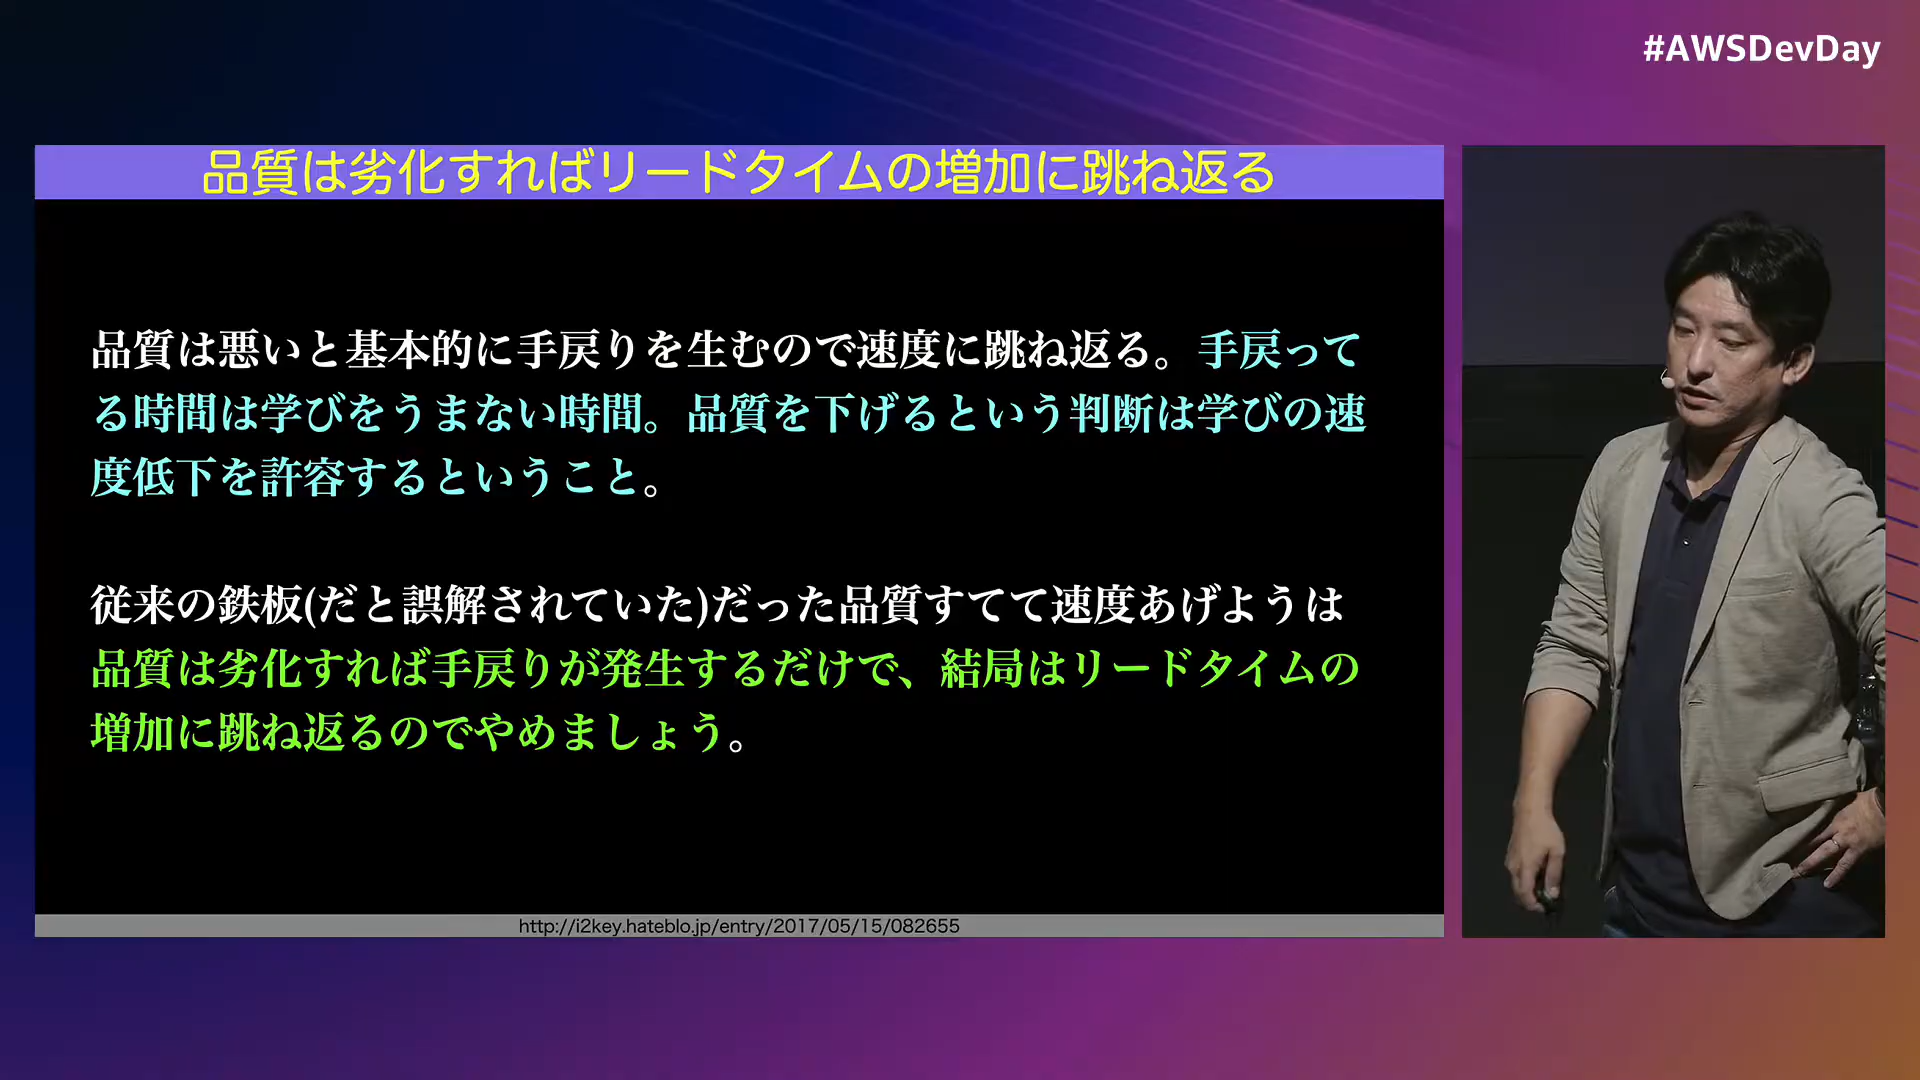 #AWSDevDay
品質は劣化すればリードタイムの増加に跳ね返る
品質は悪いと基本的に手戻りを生むので速度に跳ね返る。手戻って
る時間は学びをうまない時間。品質を下げるという判断は学びの速
度低下を許容するということ。
従来の鉄板(だと誤解されていた)だった品質すてて速度あげようは
品質は劣化すれば手戻りが発生するだけで、結局はリードタイムの
増加に跳ね返るのでやめましょう。
http://i2key.hateblo.jp/entry/2017/05/15/082655